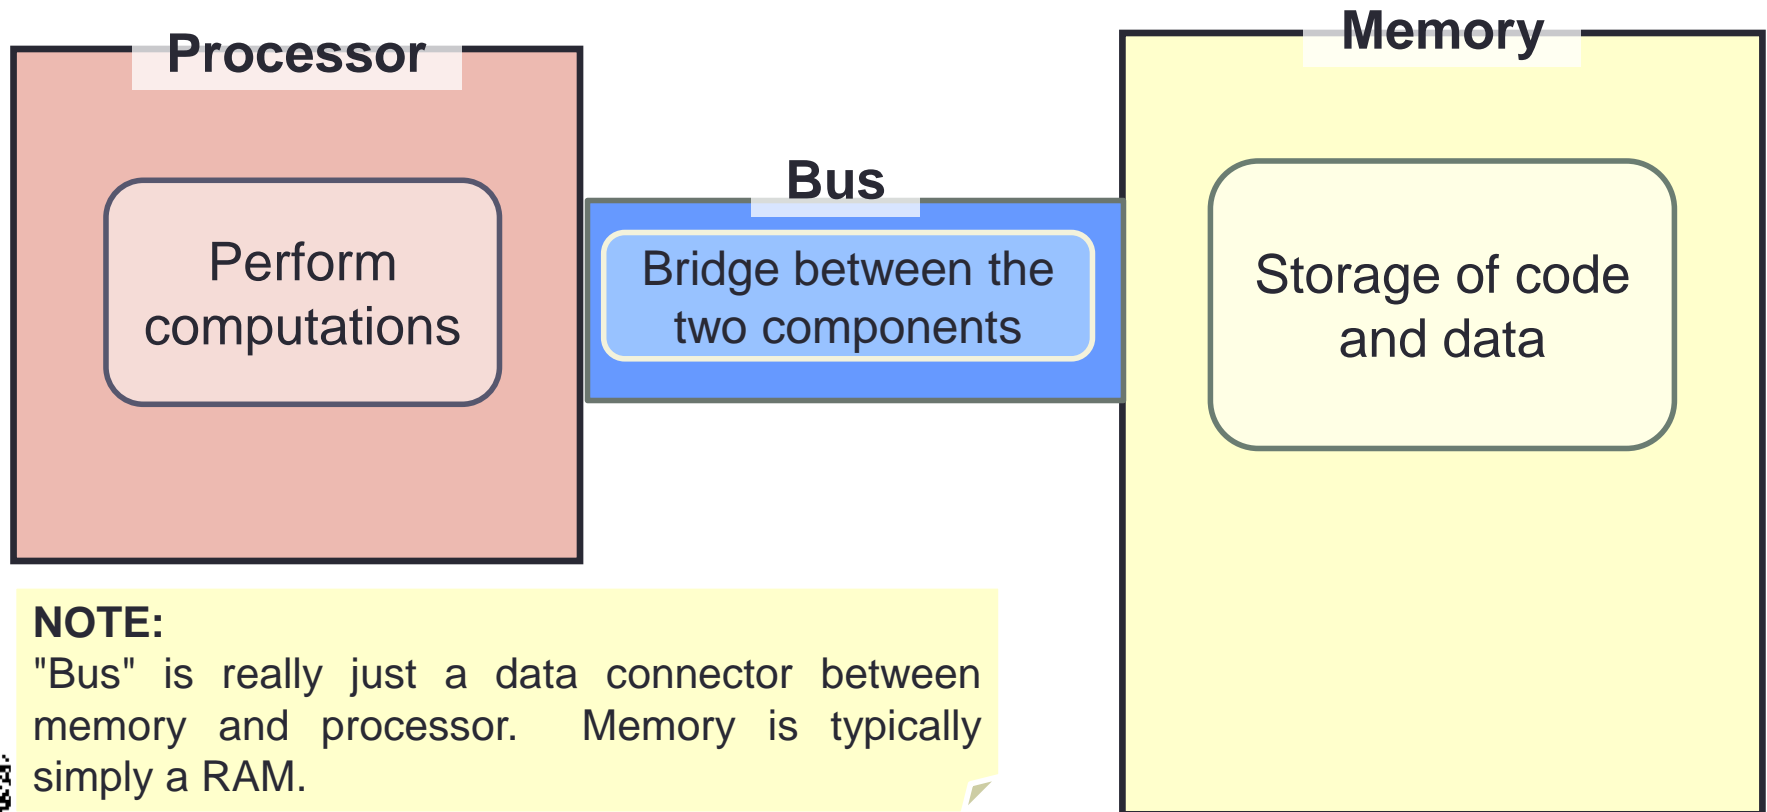 Processor
Memory
Bus
Perform
computations
Bridge between the
two components
Storage of code
and data
NOTE:
"Bus" is really just a data connector between
memory and processor. Memory is typically
simply a RAM.